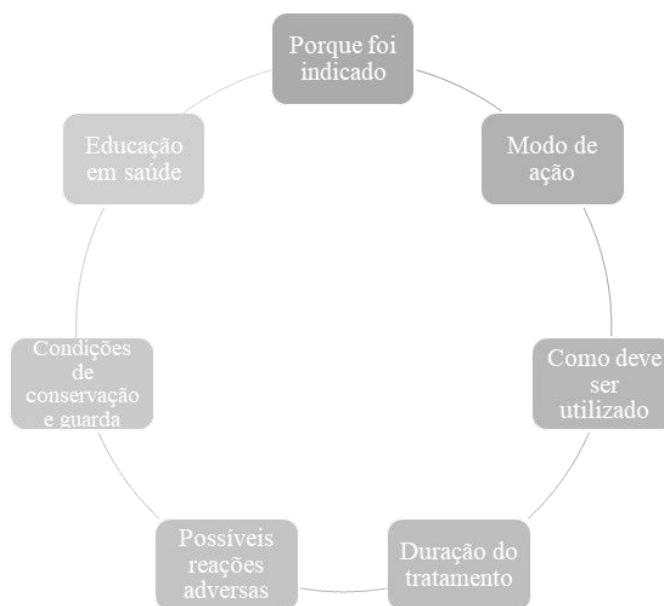 Porque foi
indicado
Modo de
ação
Como deve
ser
utilizado
Duração do
tratamento
Possíveis
reações
adversas
Condições
de
conservação
e guarda
Educação
em saúde